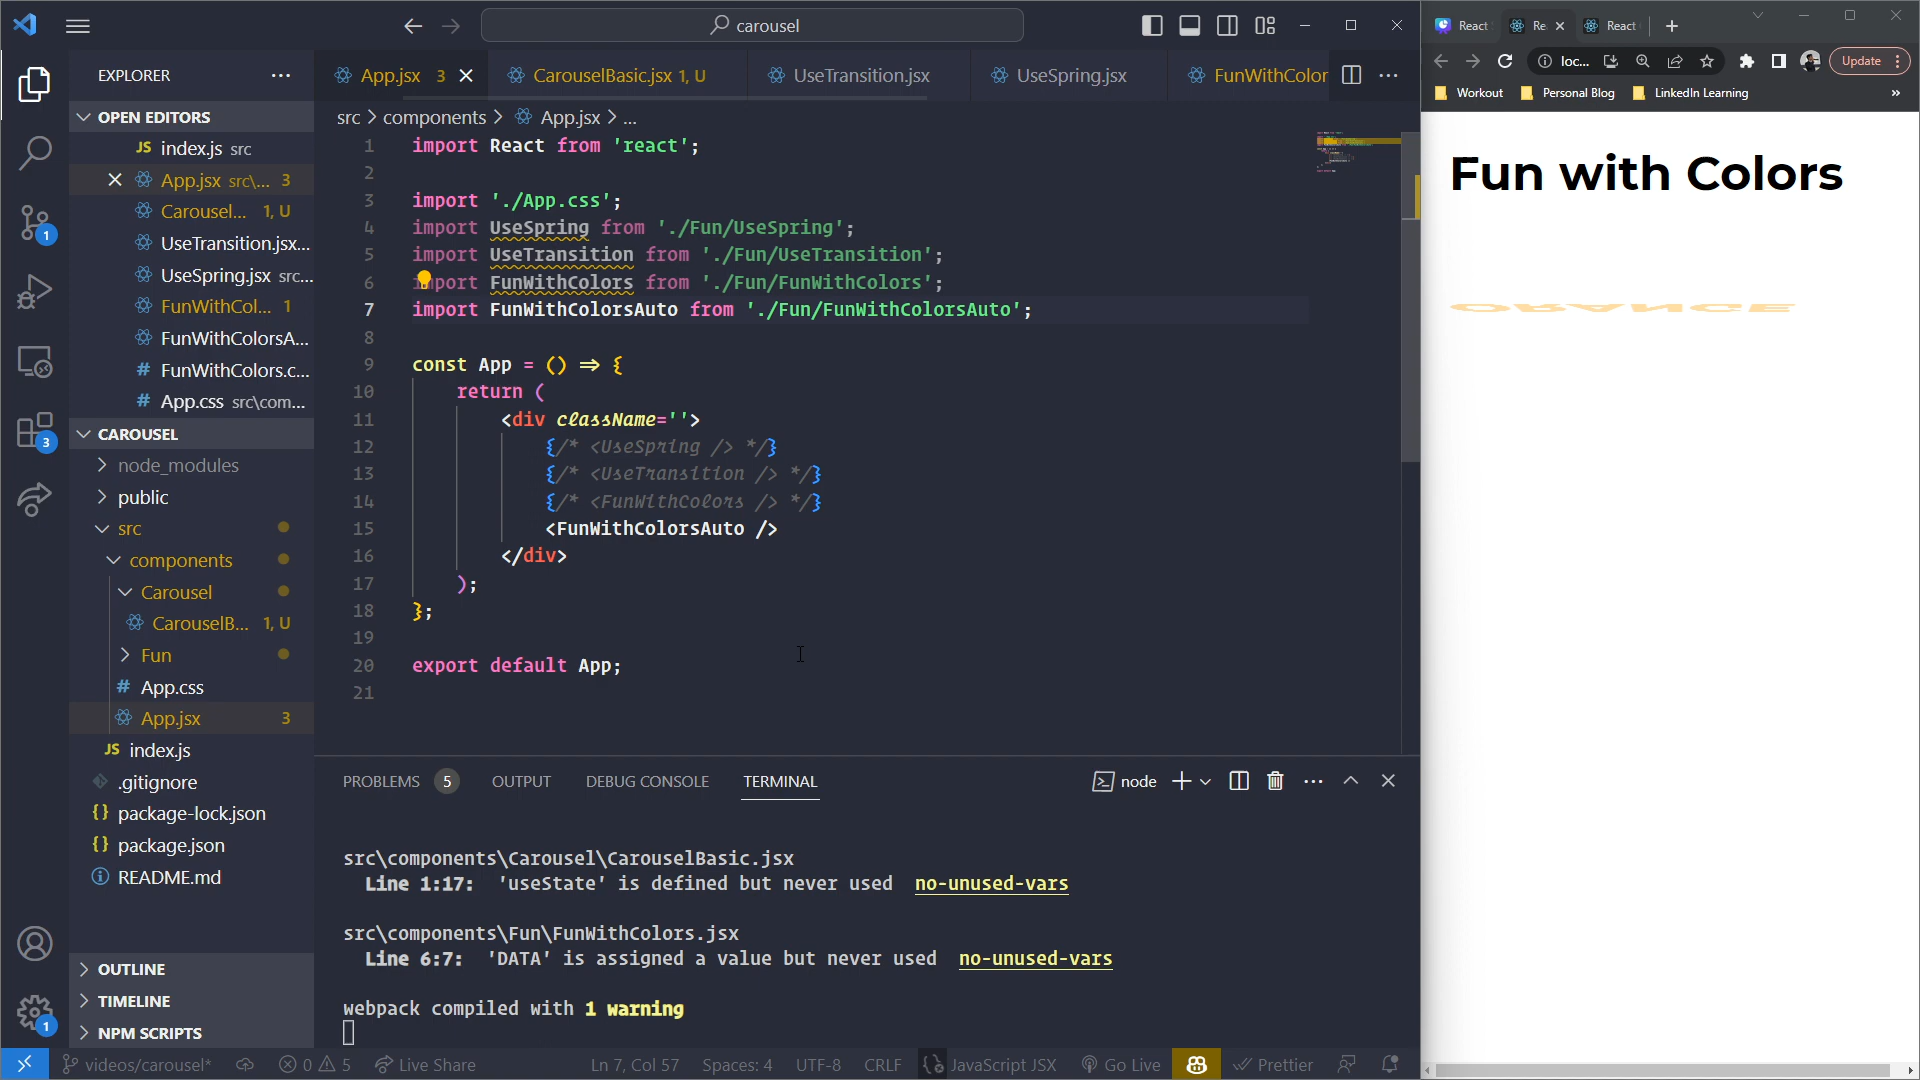 carousel
EXPLORER
OPEN EDITORS
JS index.js src
App.jsx src\... 3
Carousel... 1, U
UseTransition.jsx...
UseSpring.jsx src...
FunWithCol... 1
FunWithColorsA...
# FunWithColors.c...
# App.css src\com...
CAROUSEL
node_modules
public
src
components
Carousel
CarouselB... 1, U
Fun
# App.css
App.jsx 3
JS index.js
.gitignore
{} package-lock.json
{} package.json
README.md
OUTLINE
TIMELINE
NPM SCRIPTS
1
3
1
App.jsx 3
CarouselBasic.jsx 1, U
UseTransition.jsx
UseSpring.jsx
FunWithColor
src > components > App.jsx > ...
1 import React from 'react';
2
3 import './App.css';
4 import UseSpring from './Fun/UseSpring';
5 import UseTransition from './Fun/UseTransition';
6 import FunWithColors from './Fun/FunWithColors';
7 import FunWithColorsAuto from './Fun/FunWithColorsAuto';
8
9 const App = () => {
10 return (
11 <div className=''>
12 {/* <UseSpring /> */}
13 {/* <UseTransition /> */}
14 {/* <FunWithColors /> */}
15 <FunWithColorsAuto />
16 </div>
17 );
18 };
19
20 export default App;
21
PROBLEMS 5 OUTPUT DEBUG CONSOLE TERMINAL
node
src\components\Carousel\CarouselBasic.jsx
Line 1:17: 'useState' is defined but never used no-unused-vars
src\components\Fun\FunWithColors.jsx
Line 6:7: 'DATA' is assigned a value but never used no-unused-vars
webpack compiled with 1 warning
videos/carousel* 0 5 Live Share
Ln 7, Col 57 Spaces: 4 UTF-8 CRLF JavaScript JSX Go Live Prettier
React
Re
React
loc...
Update
Workout
Personal Blog
LinkedIn Learning
»
Fun with Colors
ORANGE